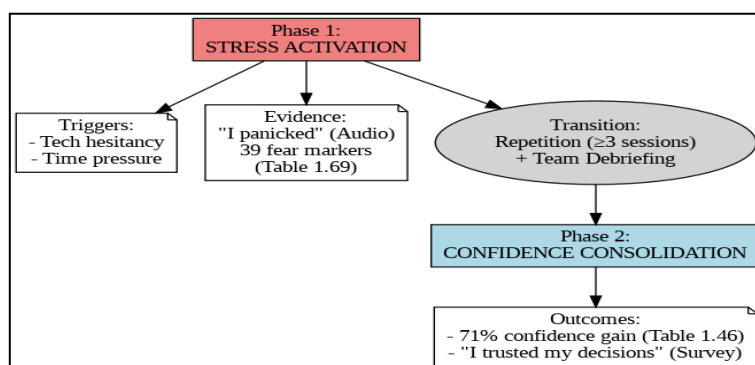 Phase 1:
STRESS ACTIVATION
Triggers:
- Tech hesitancy
- Time pressure
Evidence:
"I panicked" (Audio)
39 fear markers
(Table 1.69)
Transition:
Repetition (≥3 sessions)
+ Team Debriefing
Phase 2:
CONFIDENCE CONSOLIDATION
Outcomes:
- 71% confidence gain (Table 1.46)
- "I trusted my decisions" (Survey)